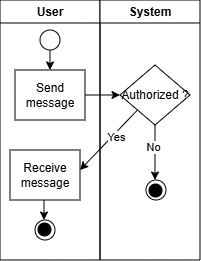 User
System
Send
message
Authorized ?
Yes
No
Receive
message